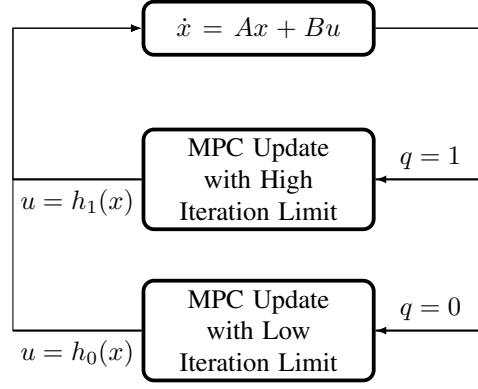 ẋ = Ax + Bu
MPC Update
with High
Iteration Limit
q = 1
u = h₁(x)
MPC Update
with Low
Iteration Limit
q = 0
u = h₀(x)